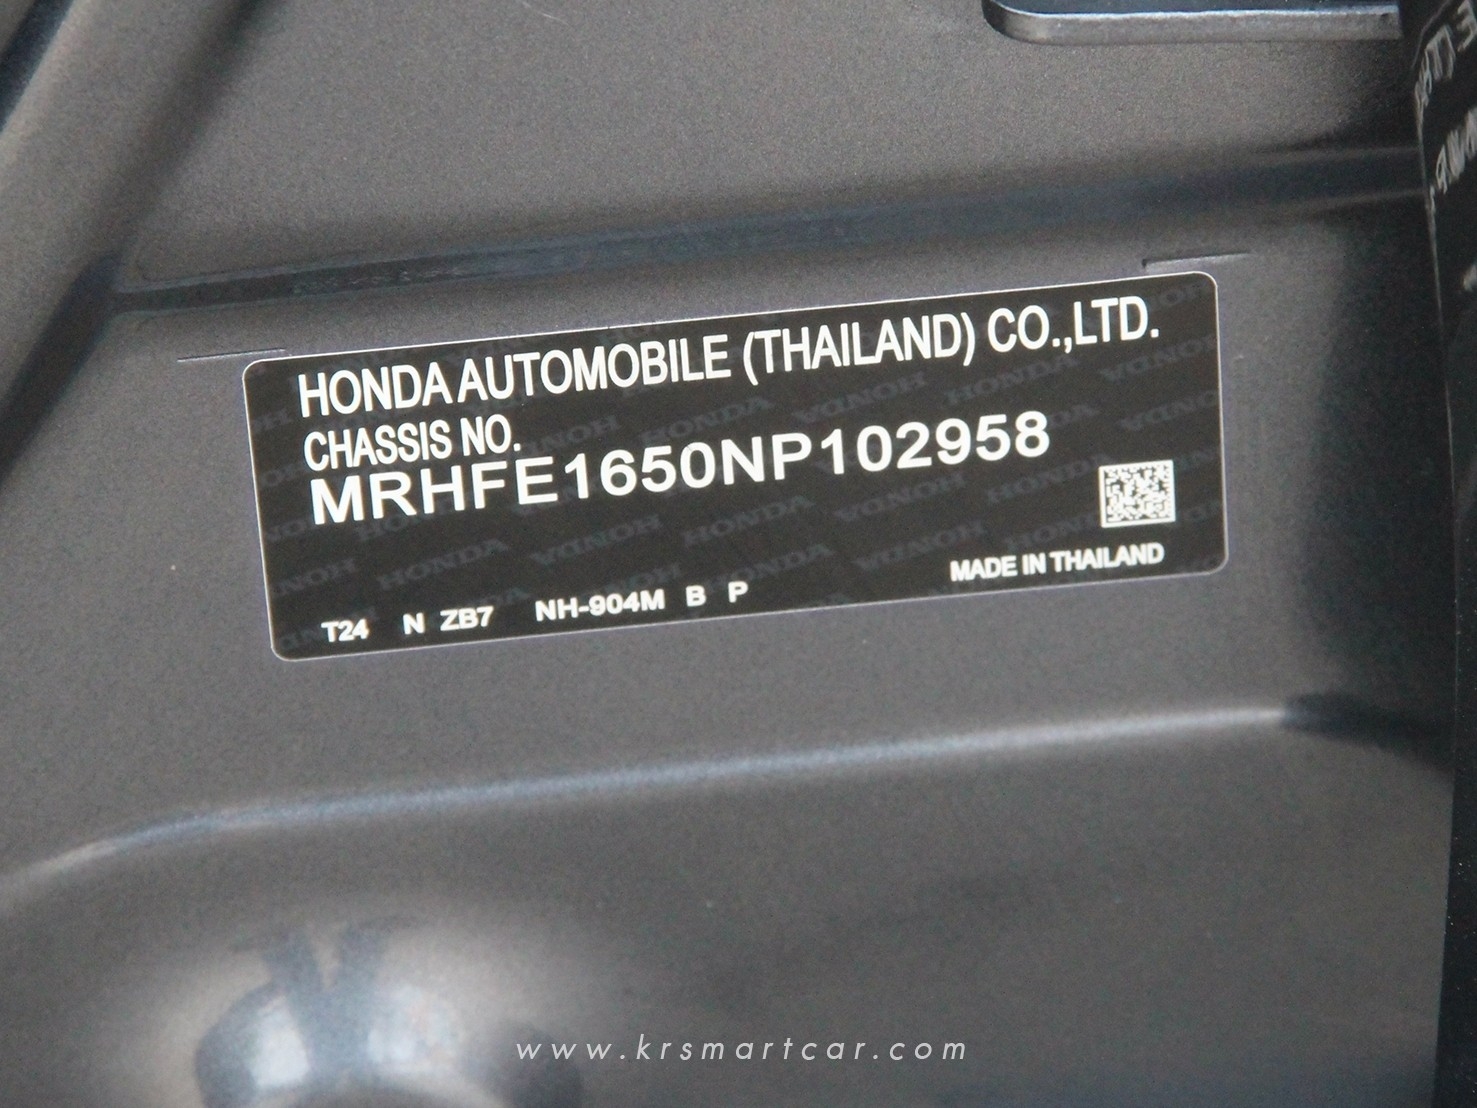 HONDA AUTOMOBILE (THAILAND) CO.,LTD.
CHASSIS NO.
MRHFE1650NP102958
T24 N ZB7 NH-904M B P
MADE IN THAILAND
www.krsmartcar.com